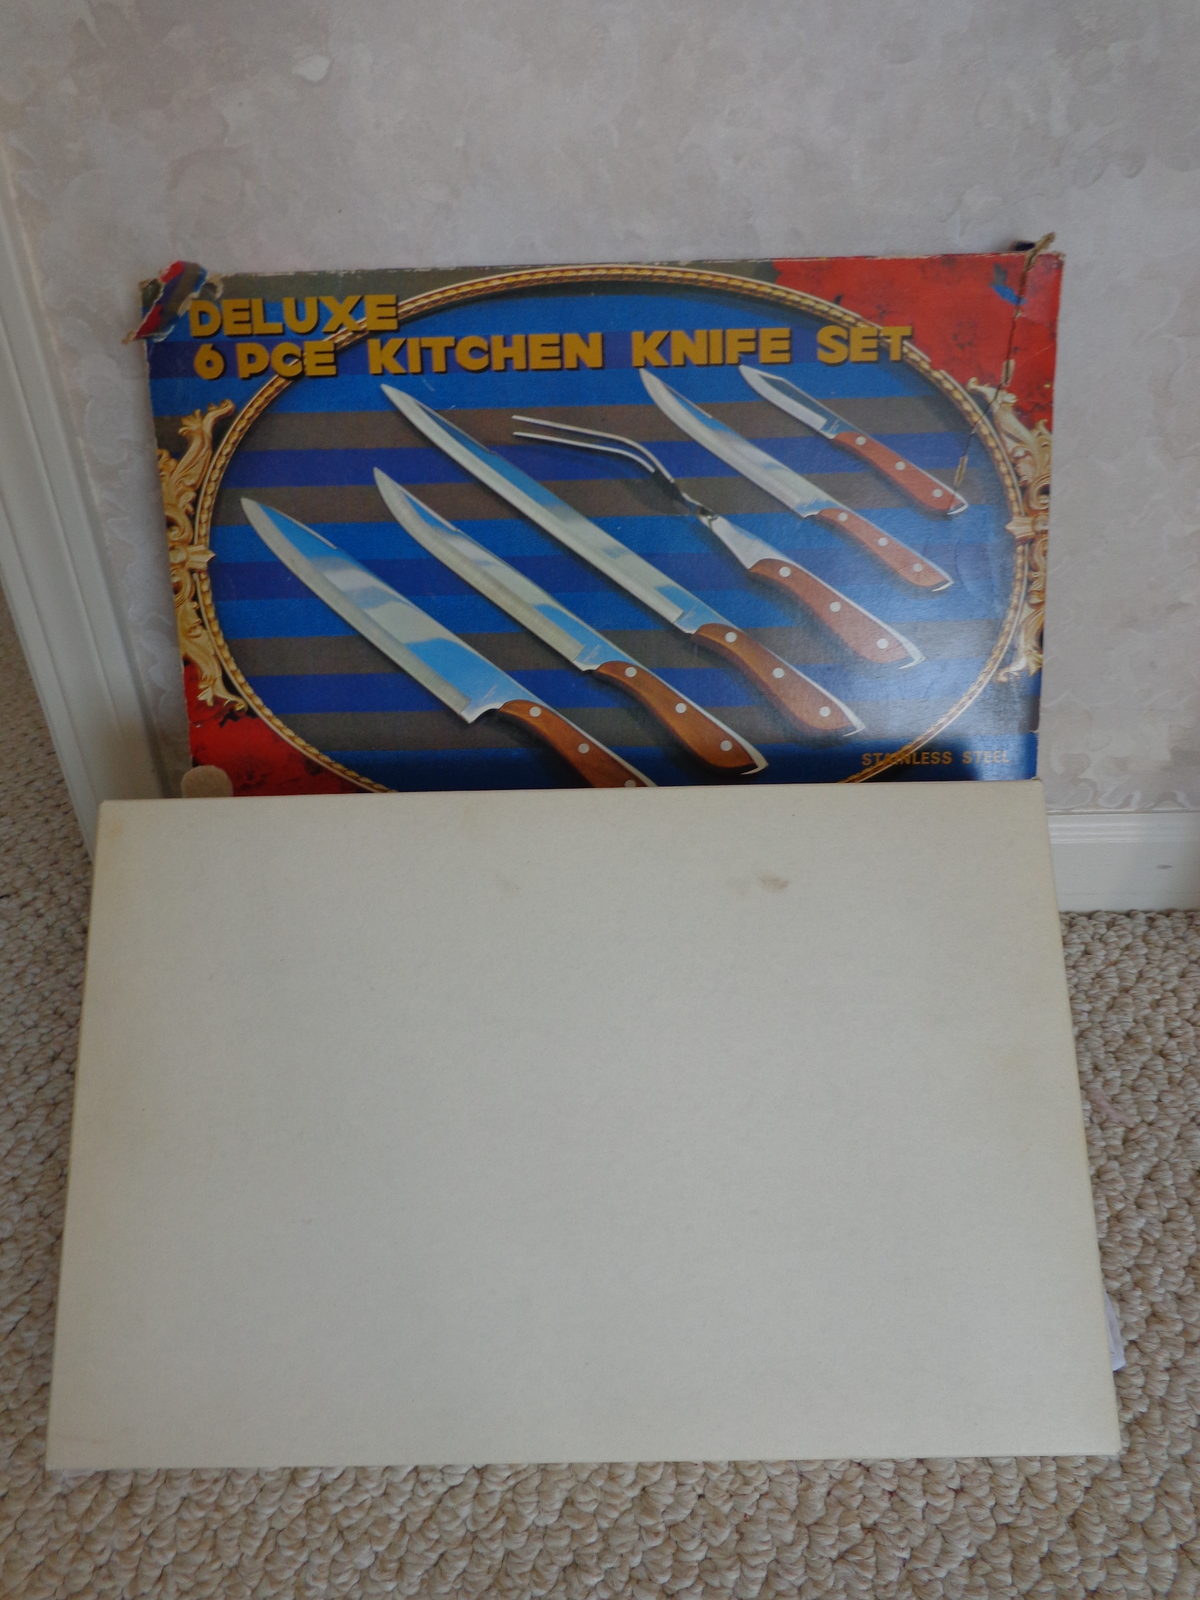 DELUXE
6 PCE KITCHEN KNIFE SET
STAINLESS STEEL